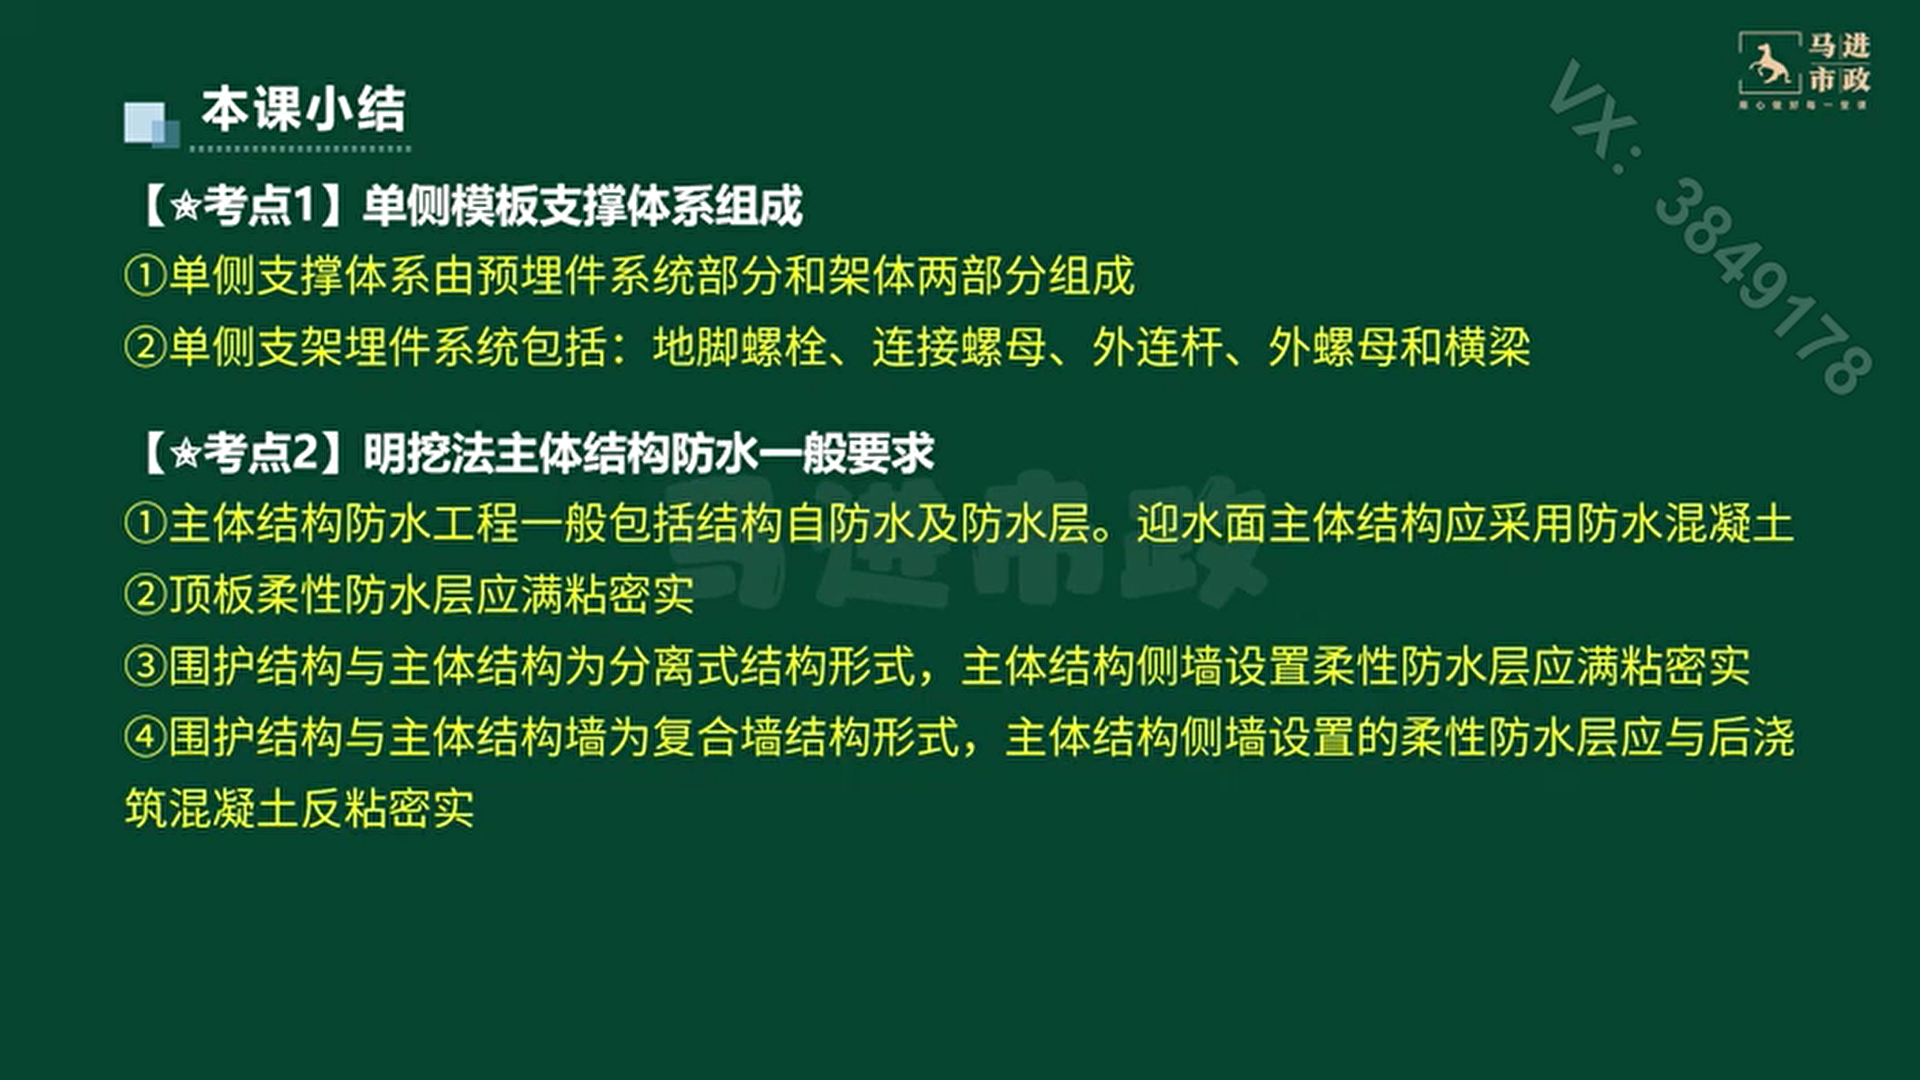 马进
市政
用心做好每一堂课
VX: 3849178
本课小结
【☆考点1】单侧模板支撑体系组成
①单侧支撑体系由预埋件系统部分和架体两部分组成
②单侧支架埋件系统包括：地脚螺栓、连接螺母、外连杆、外螺母和横梁
【☆考点2】明挖法主体结构防水一般要求
①主体结构防水工程一般包括结构自防水及防水层。迎水面主体结构应采用防水混凝土
马进市政
②顶板柔性防水层应满粘密实
③围护结构与主体结构为分离式结构形式，主体结构侧墙设置柔性防水层应满粘密实
④围护结构与主体结构墙为复合墙结构形式，主体结构侧墙设置的柔性防水层应与后浇
筑混凝土反粘密实